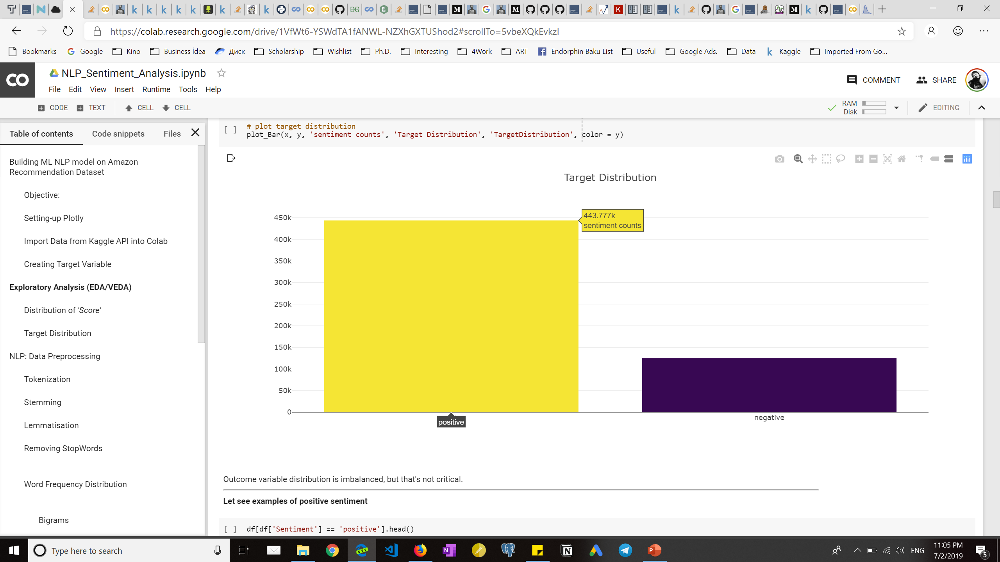 https://colab.research.google.com/drive/1VfWt6-YSWdTA1fANWL-NZXhGXTUShod2#scrollTo=5vbeXQkEvkzI
Bookmarks Google Kino Business İdea Диск Scholarship Wishlist Ph.D. Interesting 4Work ART Endorphin Baku List Useful Google Ads. Data Kaggle Imported From Go...
NLP_Sentiment_Analysis.ipynb
COMMENT SHARE
File Edit View Insert Runtime Tools Help
CODE TEXT CELL CELL
RAM
Disk
EDITING
Table of contents Code snippets Files
Building ML NLP model on Amazon
Recommendation Dataset
Objective:
Setting-up Plotly
Import Data from Kaggle API into Colab
Creating Target Variable
Exploratory Analysis (EDA/VEDA)
Distribution of 'Score'
Target Distribution
NLP: Data Preprocessing
Tokenization
Stemming
Lemmatisation
Removing StopWords
Word Frequency Distribution
Bigrams
[ ] # plot target distribution
plot_Bar(x, y, 'sentiment counts', 'Target Distribution', 'TargetDistribution', color = y)
Target Distribution
450k
400k
350k
300k
250k
200k
150k
100k
50k
0
443.777k
sentiment counts
positive
negative
Outcome variable distribution is imbalanced, but that's not critical.
Let see examples of positive sentiment
[ ] df[df['Sentiment'] == 'positive'].head()
Type here to search
DEV
ENG
11:05 PM
7/2/2019
5